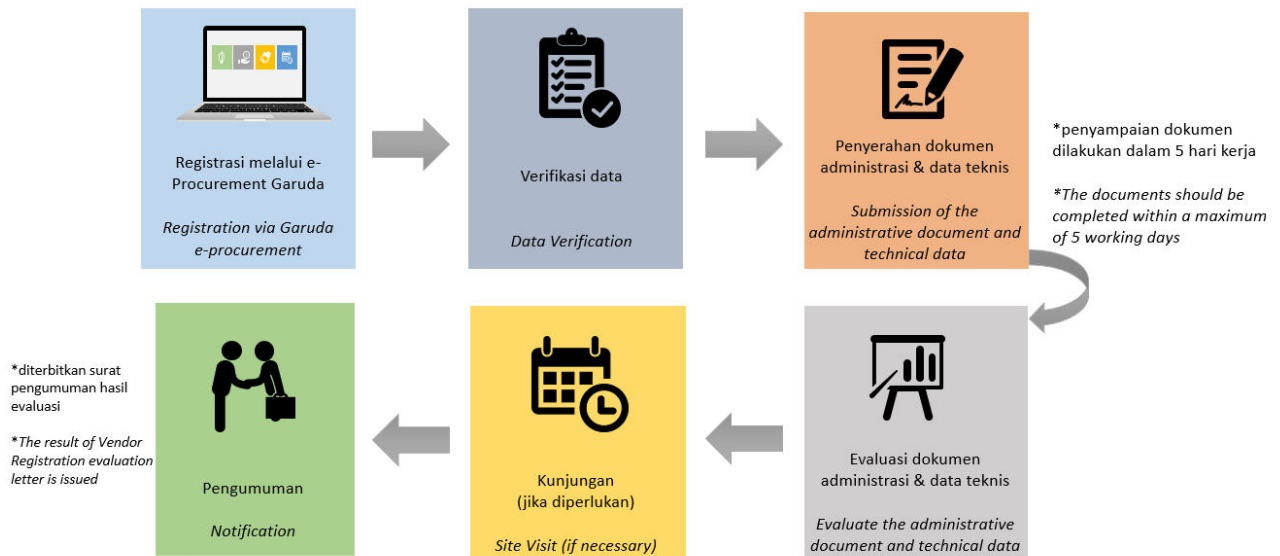 Registrasi melalui e-
Procurement Garuda
Registration via Garuda
e-procurement
Verifikasi data
Data Verification
Penyerahan dokumen
administrasi & data teknis
Submission of the
administrative document and
technical data
*penyampaian dokumen
dilakukan dalam 5 hari kerja
*The documents should be
completed within a maximum
of 5 working days
Evaluasi dokumen
administrasi & data teknis
Evaluate the administrative
document and technical data
Kunjungan
(jika diperlukan)
Site Visit (if necessary)
Pengumuman
Notification
*diterbitkan surat
pengumuman hasil
evaluasi
*The result of Vendor
Registration evaluation
letter is issued